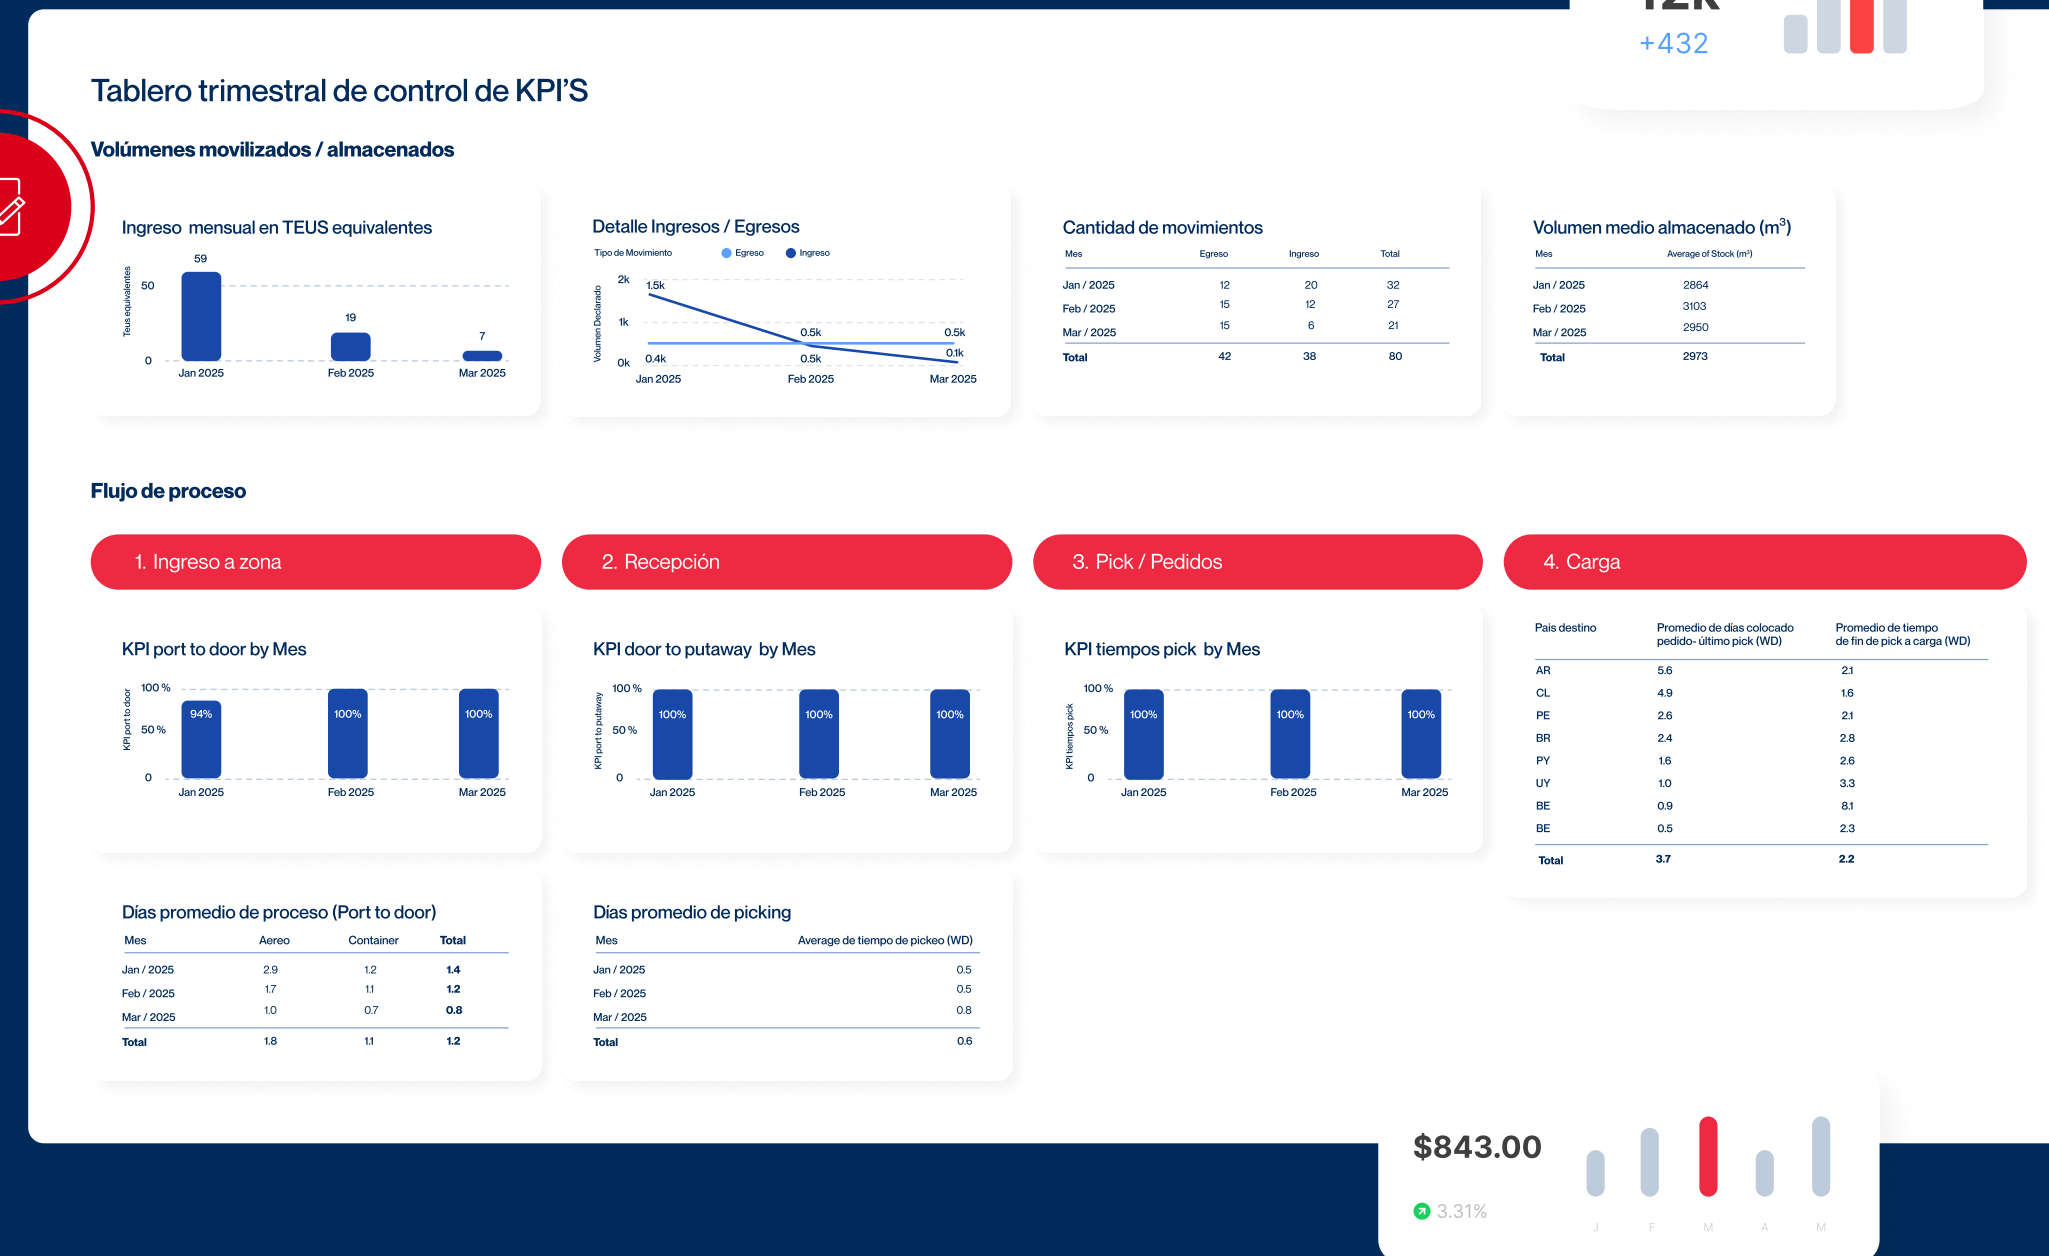 12k
+432
Tablero trimestral de control de KPI’S
Volúmenes movilizados / almacenados
Ingreso mensual en TEUS equivalentes
Teus equivalentes
59
50
19
7
0
Jan 2025 Feb 2025 Mar 2025
Detalle Ingresos / Egresos
Tipo de Movimiento Egreso Ingreso
Volumen Declarado
2k
1.5k
1k
0.5k 0.5k
0k 0.4k 0.5k 0.1k
Jan 2025 Feb 2025 Mar 2025
Cantidad de movimientos
Mes Egreso Ingreso Total
Jan / 2025 12 20 32
Feb / 2025 15 12 27
Mar / 2025 15 6 21
Total 42 38 80
Volumen medio almacenado (m³)
Mes Average of Stock (m³)
Jan / 2025 2864
Feb / 2025 3103
Mar / 2025 2950
Total 2973
Flujo de proceso
1. Ingreso a zona
2. Recepción
3. Pick / Pedidos
4. Carga
KPI port to door by Mes
KPI port to door
100 %
94% 100% 100%
50 %
0
Jan 2025 Feb 2025 Mar 2025
KPI door to putaway by Mes
KPI port to putaway
100 %
100% 100% 100%
50 %
0
Jan 2025 Feb 2025 Mar 2025
KPI tiempos pick by Mes
KPI tiempos pick
100 %
100% 100% 100%
50 %
0
Jan 2025 Feb 2025 Mar 2025
Pais destino Promedio de días colocado Promedio de tiempo
pedido- último pick (WD) de fin de pick a carga (WD)
AR 5.6 2.1
CL 4.9 1.6
PE 2.6 2.1
BR 2.4 2.8
PY 1.6 2.6
UY 1.0 3.3
BE 0.9 8.1
BE 0.5 2.3
Total 3.7 2.2
Días promedio de proceso (Port to door)
Mes Aereo Container Total
Jan / 2025 2.9 1.2 1.4
Feb / 2025 1.7 1.1 1.2
Mar / 2025 1.0 0.7 0.8
Total 1.8 1.1 1.2
Días promedio de picking
Mes Average de tiempo de pickeo (WD)
Jan / 2025 0.5
Feb / 2025 0.5
Mar / 2025 0.8
Total 0.6
$843.00
3.31%
J F M A M